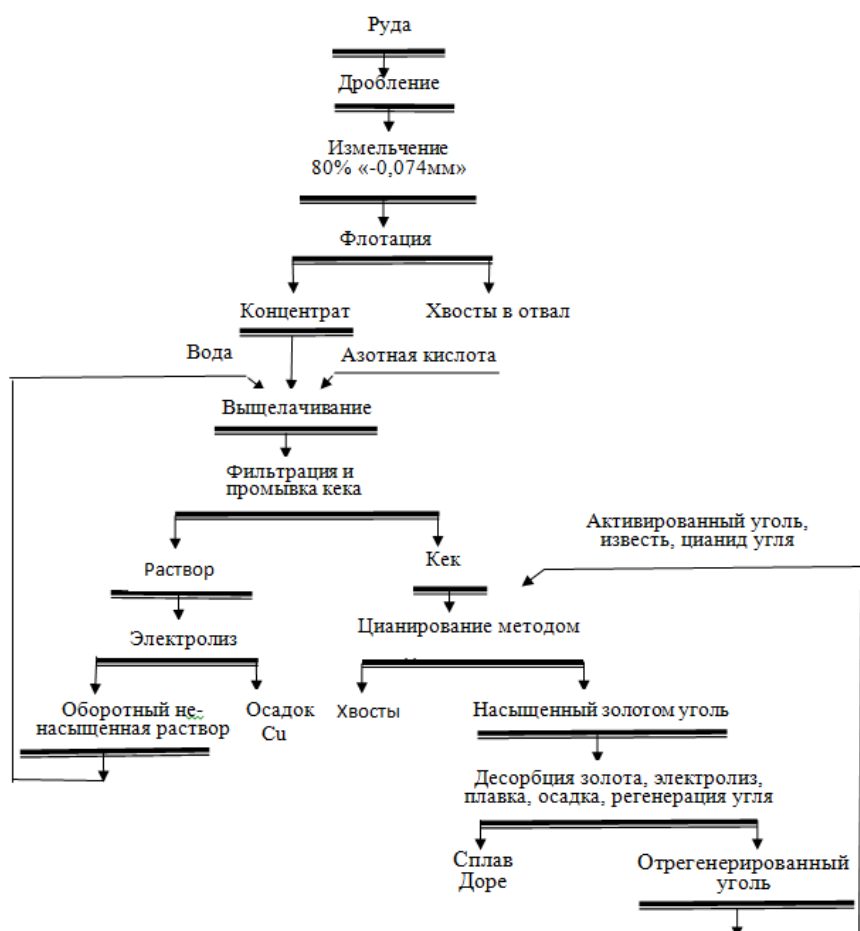 Руда
Дробление
Измельчение
80% «-0,074мм»
Флотация
Концентрат
Хвосты в отвал
Вода
Азотная кислота
Выщелачивание
Фильтрация и
промывка кека
Активированный уголь,
известь, цианид угля
Раствор
Кек
Электролиз
Цианирование методом
Оборотный не-
насыщенная раствор
Осадок
Cu
Хвосты
Насыщенный золотом уголь
Десорбция золота, электролиз,
плавка, осадка, регенерация угля
Сплав
Доре
Отрегенерированный
уголь